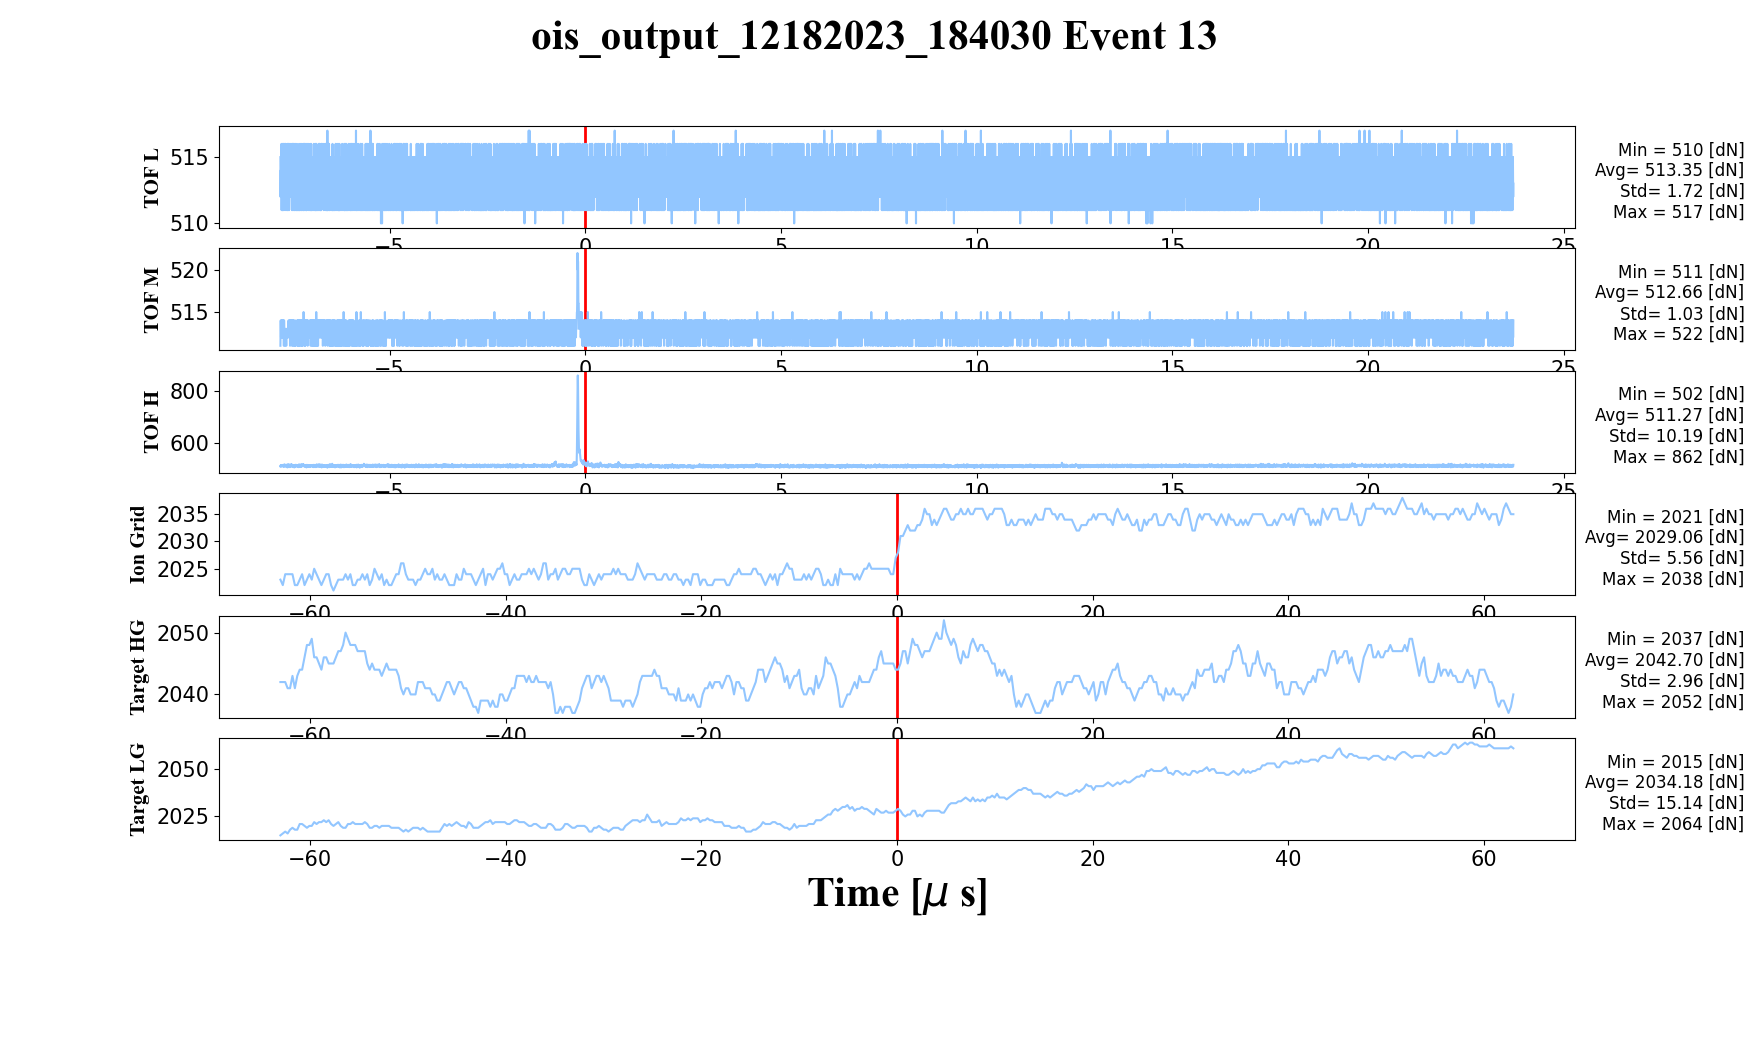 ois_output_12182023_184030 Event 13
TOF L
515
510
−5 0 5 10 15 20 25
Min = 510 [dN]
Avg= 513.35 [dN]
Std= 1.72 [dN]
Max = 517 [dN]
TOF M
520
515
−5 0 5 10 15 20 25
Min = 511 [dN]
Avg= 512.66 [dN]
Std= 1.03 [dN]
Max = 522 [dN]
TOF H
800
600
−5 0 5 10 15 20 25
Min = 502 [dN]
Avg= 511.27 [dN]
Std= 10.19 [dN]
Max = 862 [dN]
Ion Grid
2035
2030
2025
−60 −40 −20 0 20 40 60
Min = 2021 [dN]
Avg= 2029.06 [dN]
Std= 5.56 [dN]
Max = 2038 [dN]
Target HG
2050
2040
−60 −40 −20 0 20 40 60
Min = 2037 [dN]
Avg= 2042.70 [dN]
Std= 2.96 [dN]
Max = 2052 [dN]
Target LG
2050
2025
−60 −40 −20 0 20 40 60
Min = 2015 [dN]
Avg= 2034.18 [dN]
Std= 15.14 [dN]
Max = 2064 [dN]
Time [μ s]